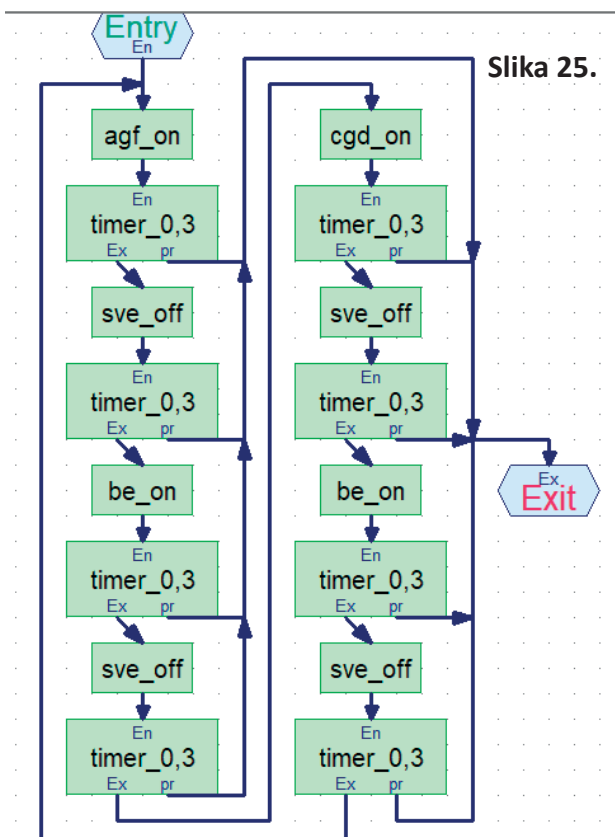 Entry
En
Slika 25.
agf_on
En
timer_0,3
Ex pr
sve_off
En
timer_0,3
Ex pr
be_on
En
timer_0,3
Ex pr
sve_off
En
timer_0,3
Ex pr
cgd_on
En
timer_0,3
Ex pr
sve_off
En
timer_0,3
Ex pr
be_on
En
timer_0,3
Ex pr
sve_off
En
timer_0,3
Ex pr
Ex
Exit